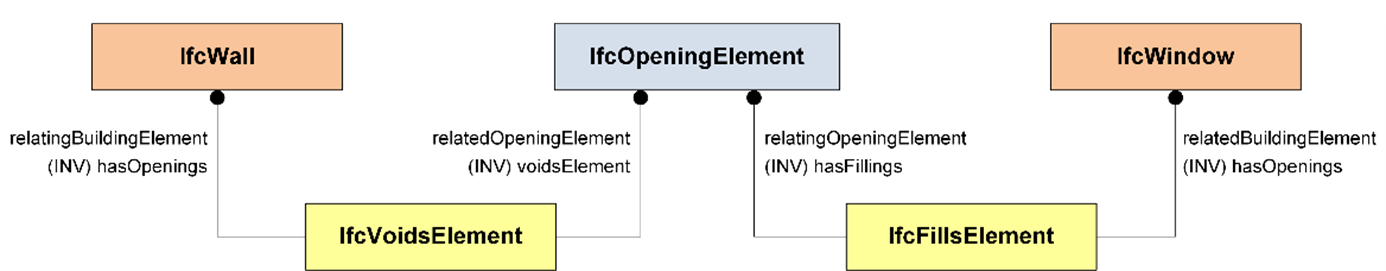 IfcWall
IfcOpeningElement
IfcWindow
relatingBuildingElement
(INV) hasOpenings
relatedOpeningElement
(INV) voidsElement
relatingOpeningElement
(INV) hasFillings
relatedBuildingElement
(INV) hasOpenings
IfcVoidsElement
IfcFillsElement